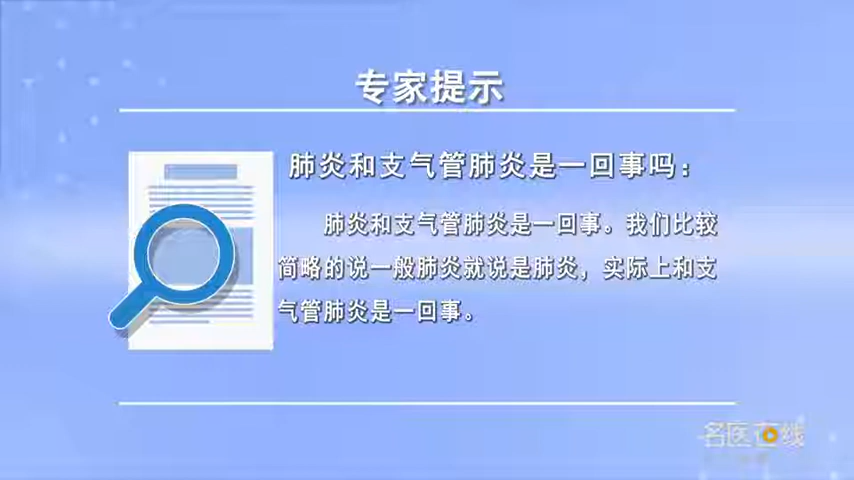 专家提示
肺炎和支气管肺炎是一回事吗：
肺炎和支气管肺炎是一回事。我们比较
简略的说一般肺炎就说是肺炎，实际上和支
气管肺炎是一回事。
名医在线